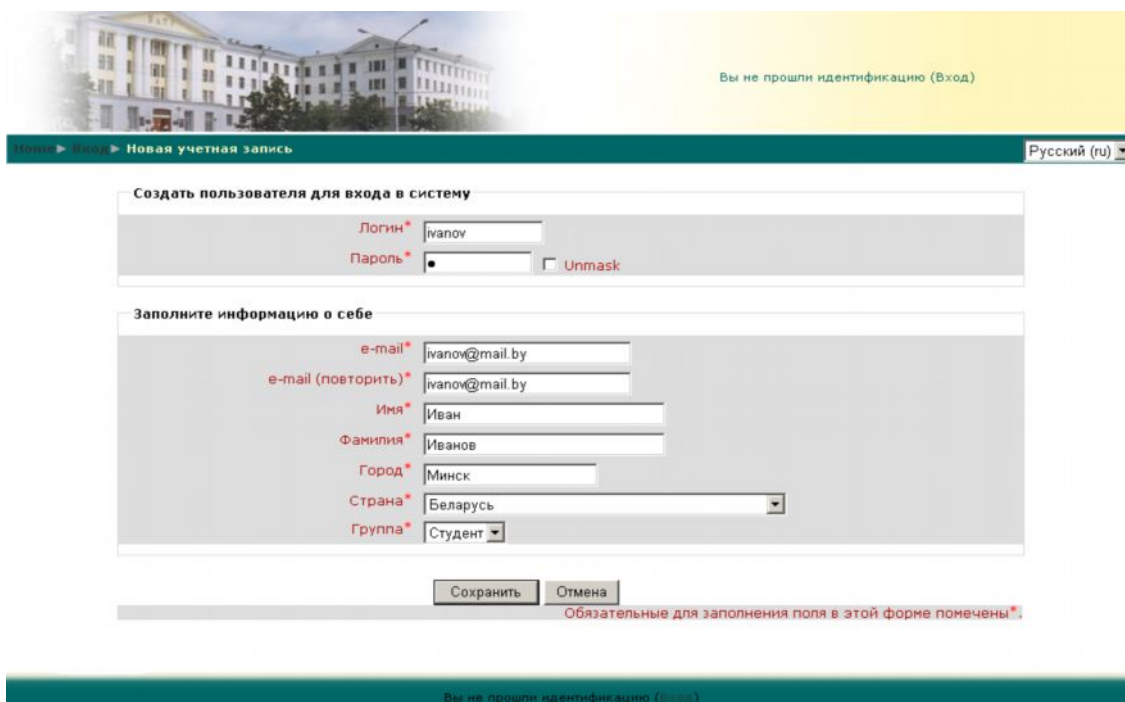 БАТУ
Вы не прошли идентификацию (Вход)
Home► Вход► Новая учетная запись
Русский (ru)
Создать пользователя для входа в систему
Логин* ivanov
Пароль* ● Unmask
Заполните информацию о себе
e-mail* ivanov@mail.by
e-mail (повторить)* ivanov@mail.by
Имя* Иван
Фамилия* Иванов
Город* Минск
Страна* Беларусь
Группа* Студент
Сохранить Отмена
Обязательные для заполнения поля в этой форме помечены*.
Вы не прошли идентификацию (Вход)